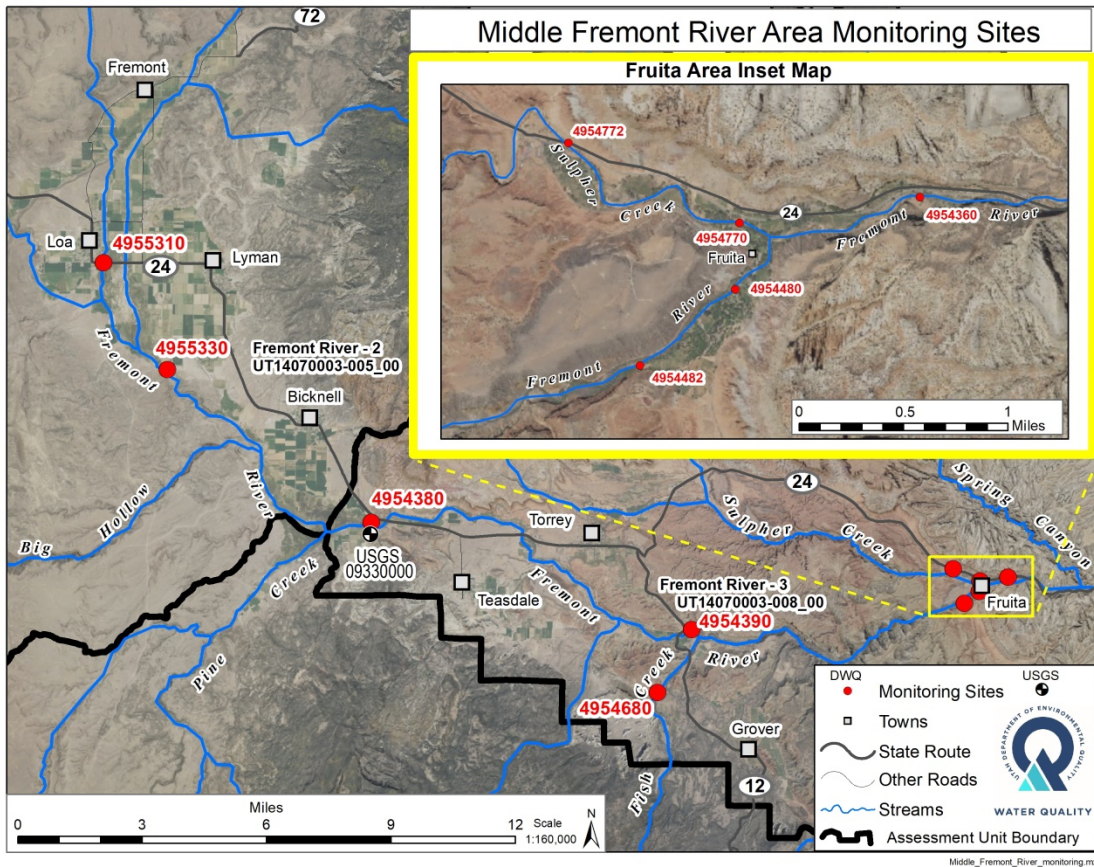 Middle Fremont River Area Monitoring Sites
72
Fremont
Fruita Area Inset Map
4954772
Sulpher
Creek
24
4954360
Fremont
River
4954770
Fruita
4954480
River
4954482
Fremont
0 0.5 1
Miles
Loa
4955310
24
Lyman
Fremont
4955330
Fremont River - 2
UT14070003-005_00
Bicknell
Big Hollow
River
4954380
USGS
09330000
Creek
Pine
Torrey
Teasdale
Fremont
Sulpher
Creek
24
Spring
Canyon
Fruita
Fremont River - 3
UT14070003-008_00
4954390
River
Creek
4954680
Fish
Grover
12
DWQ
USGS
Monitoring Sites
Towns
State Route
Other Roads
Streams
Assessment Unit Boundary
UTAH DEPARTMENT OF ENVIRONMENTAL QUALITY
WATER QUALITY
Miles
0 3 6 9 12
Scale
1:160,000
N